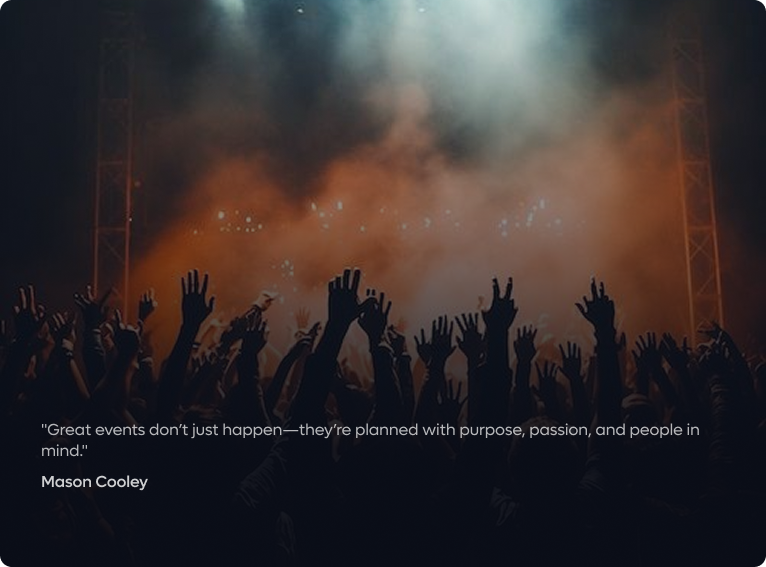 "Great events don’t just happen—they’re planned with purpose, passion, and people in
mind."
Mason Cooley